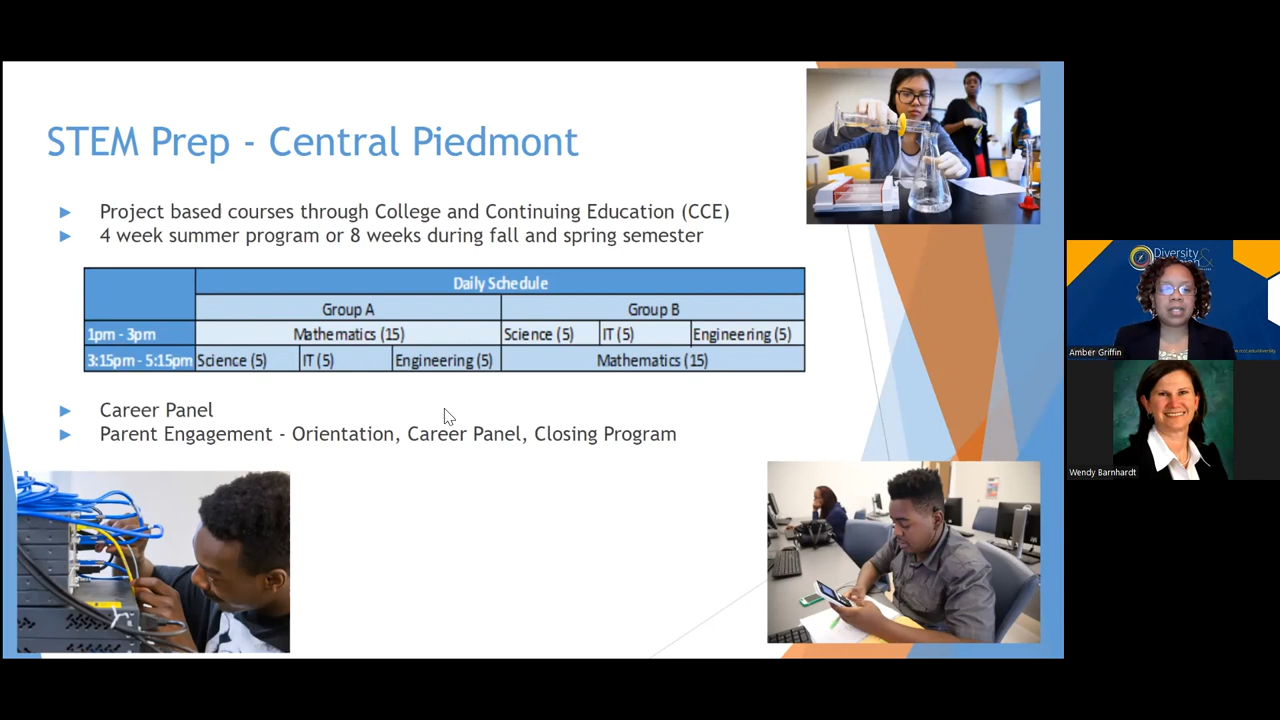 STEM Prep - Central Piedmont
Project based courses through College and Continuing Education (CCE)
4 week summer program or 8 weeks during fall and spring semester
Daily Schedule
Group A Group B
1pm - 3pm Mathematics (15) Science (5) IT (5) Engineering (5)
3:15pm - 5:15pm Science (5) IT (5) Engineering (5) Mathematics (15)
Career Panel
Parent Engagement - Orientation, Career Panel, Closing Program
Diversity
&
Amber Griffin
Wendy Barnhardt